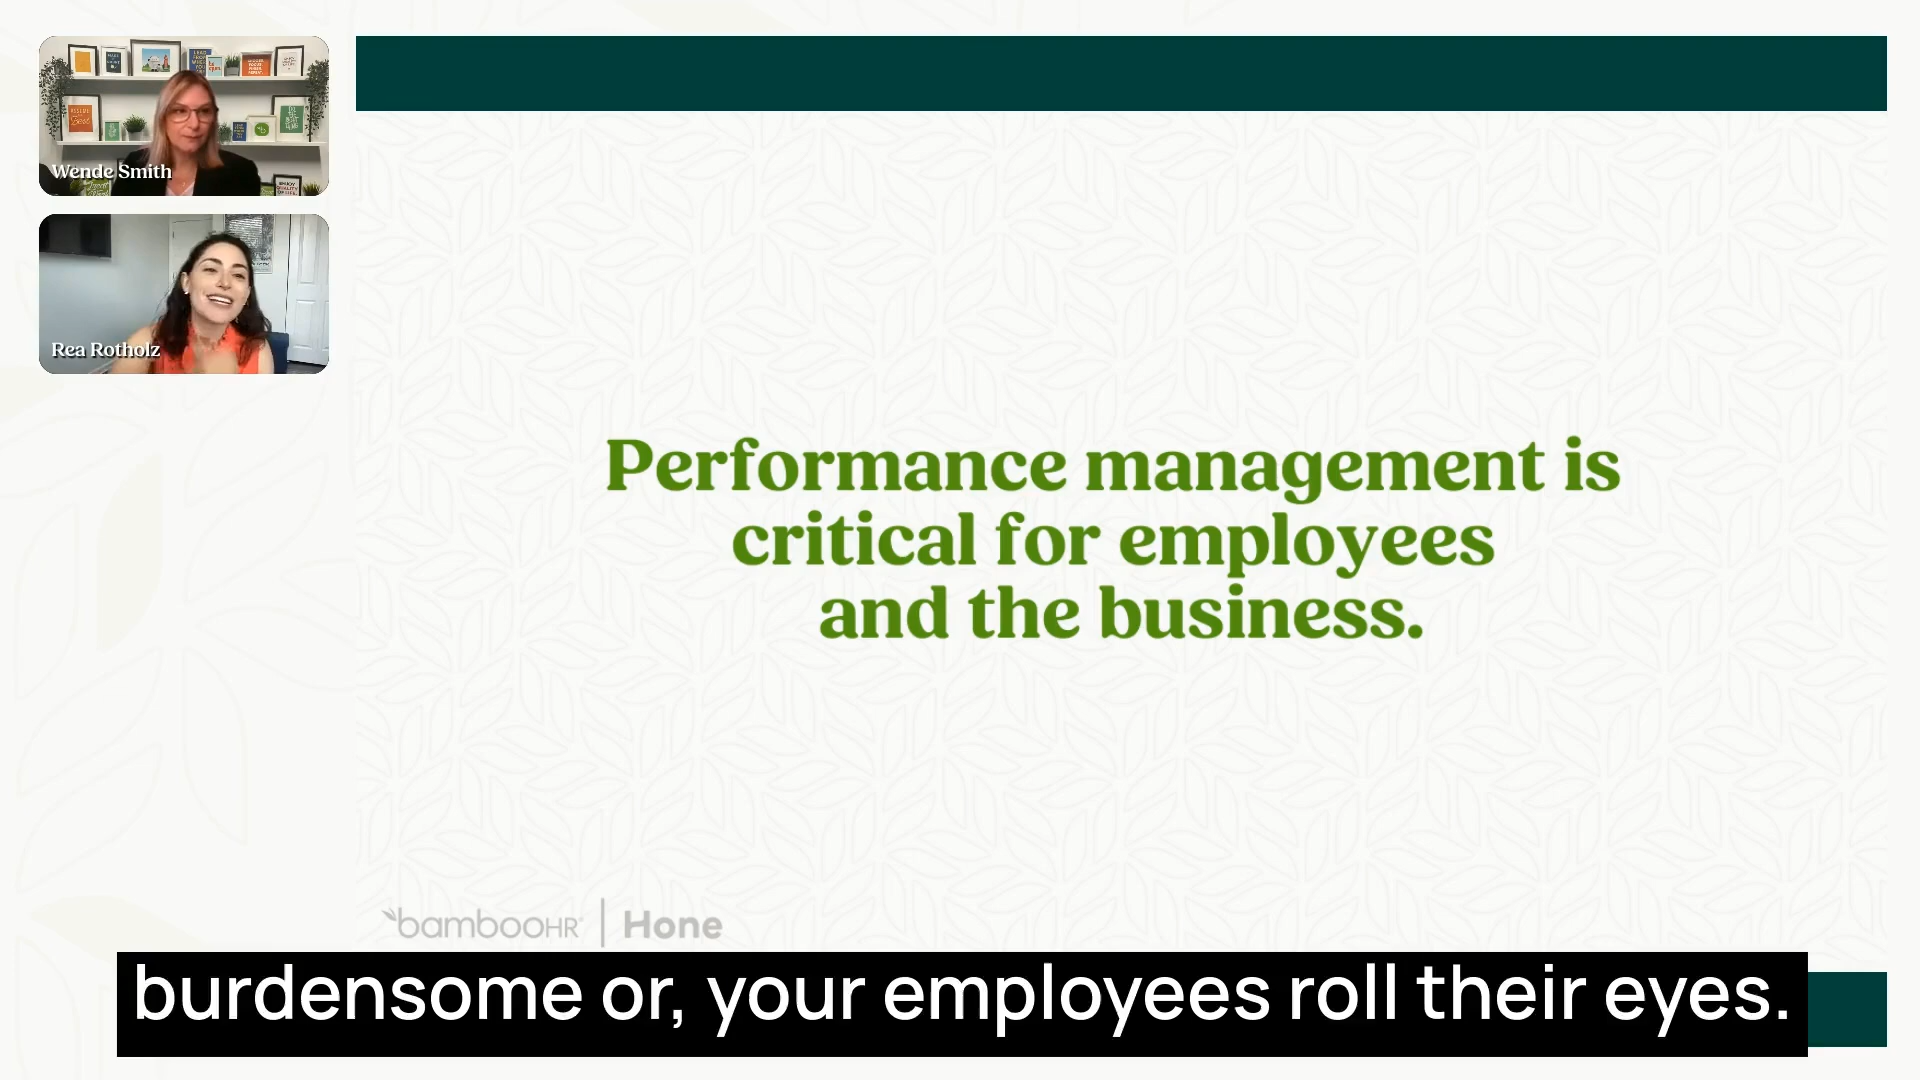 Wende Smith
Rea Rotholz
Performance management is
critical for employees
and the business.
bambooHR | Hone
burdensome or, your employees roll their eyes.